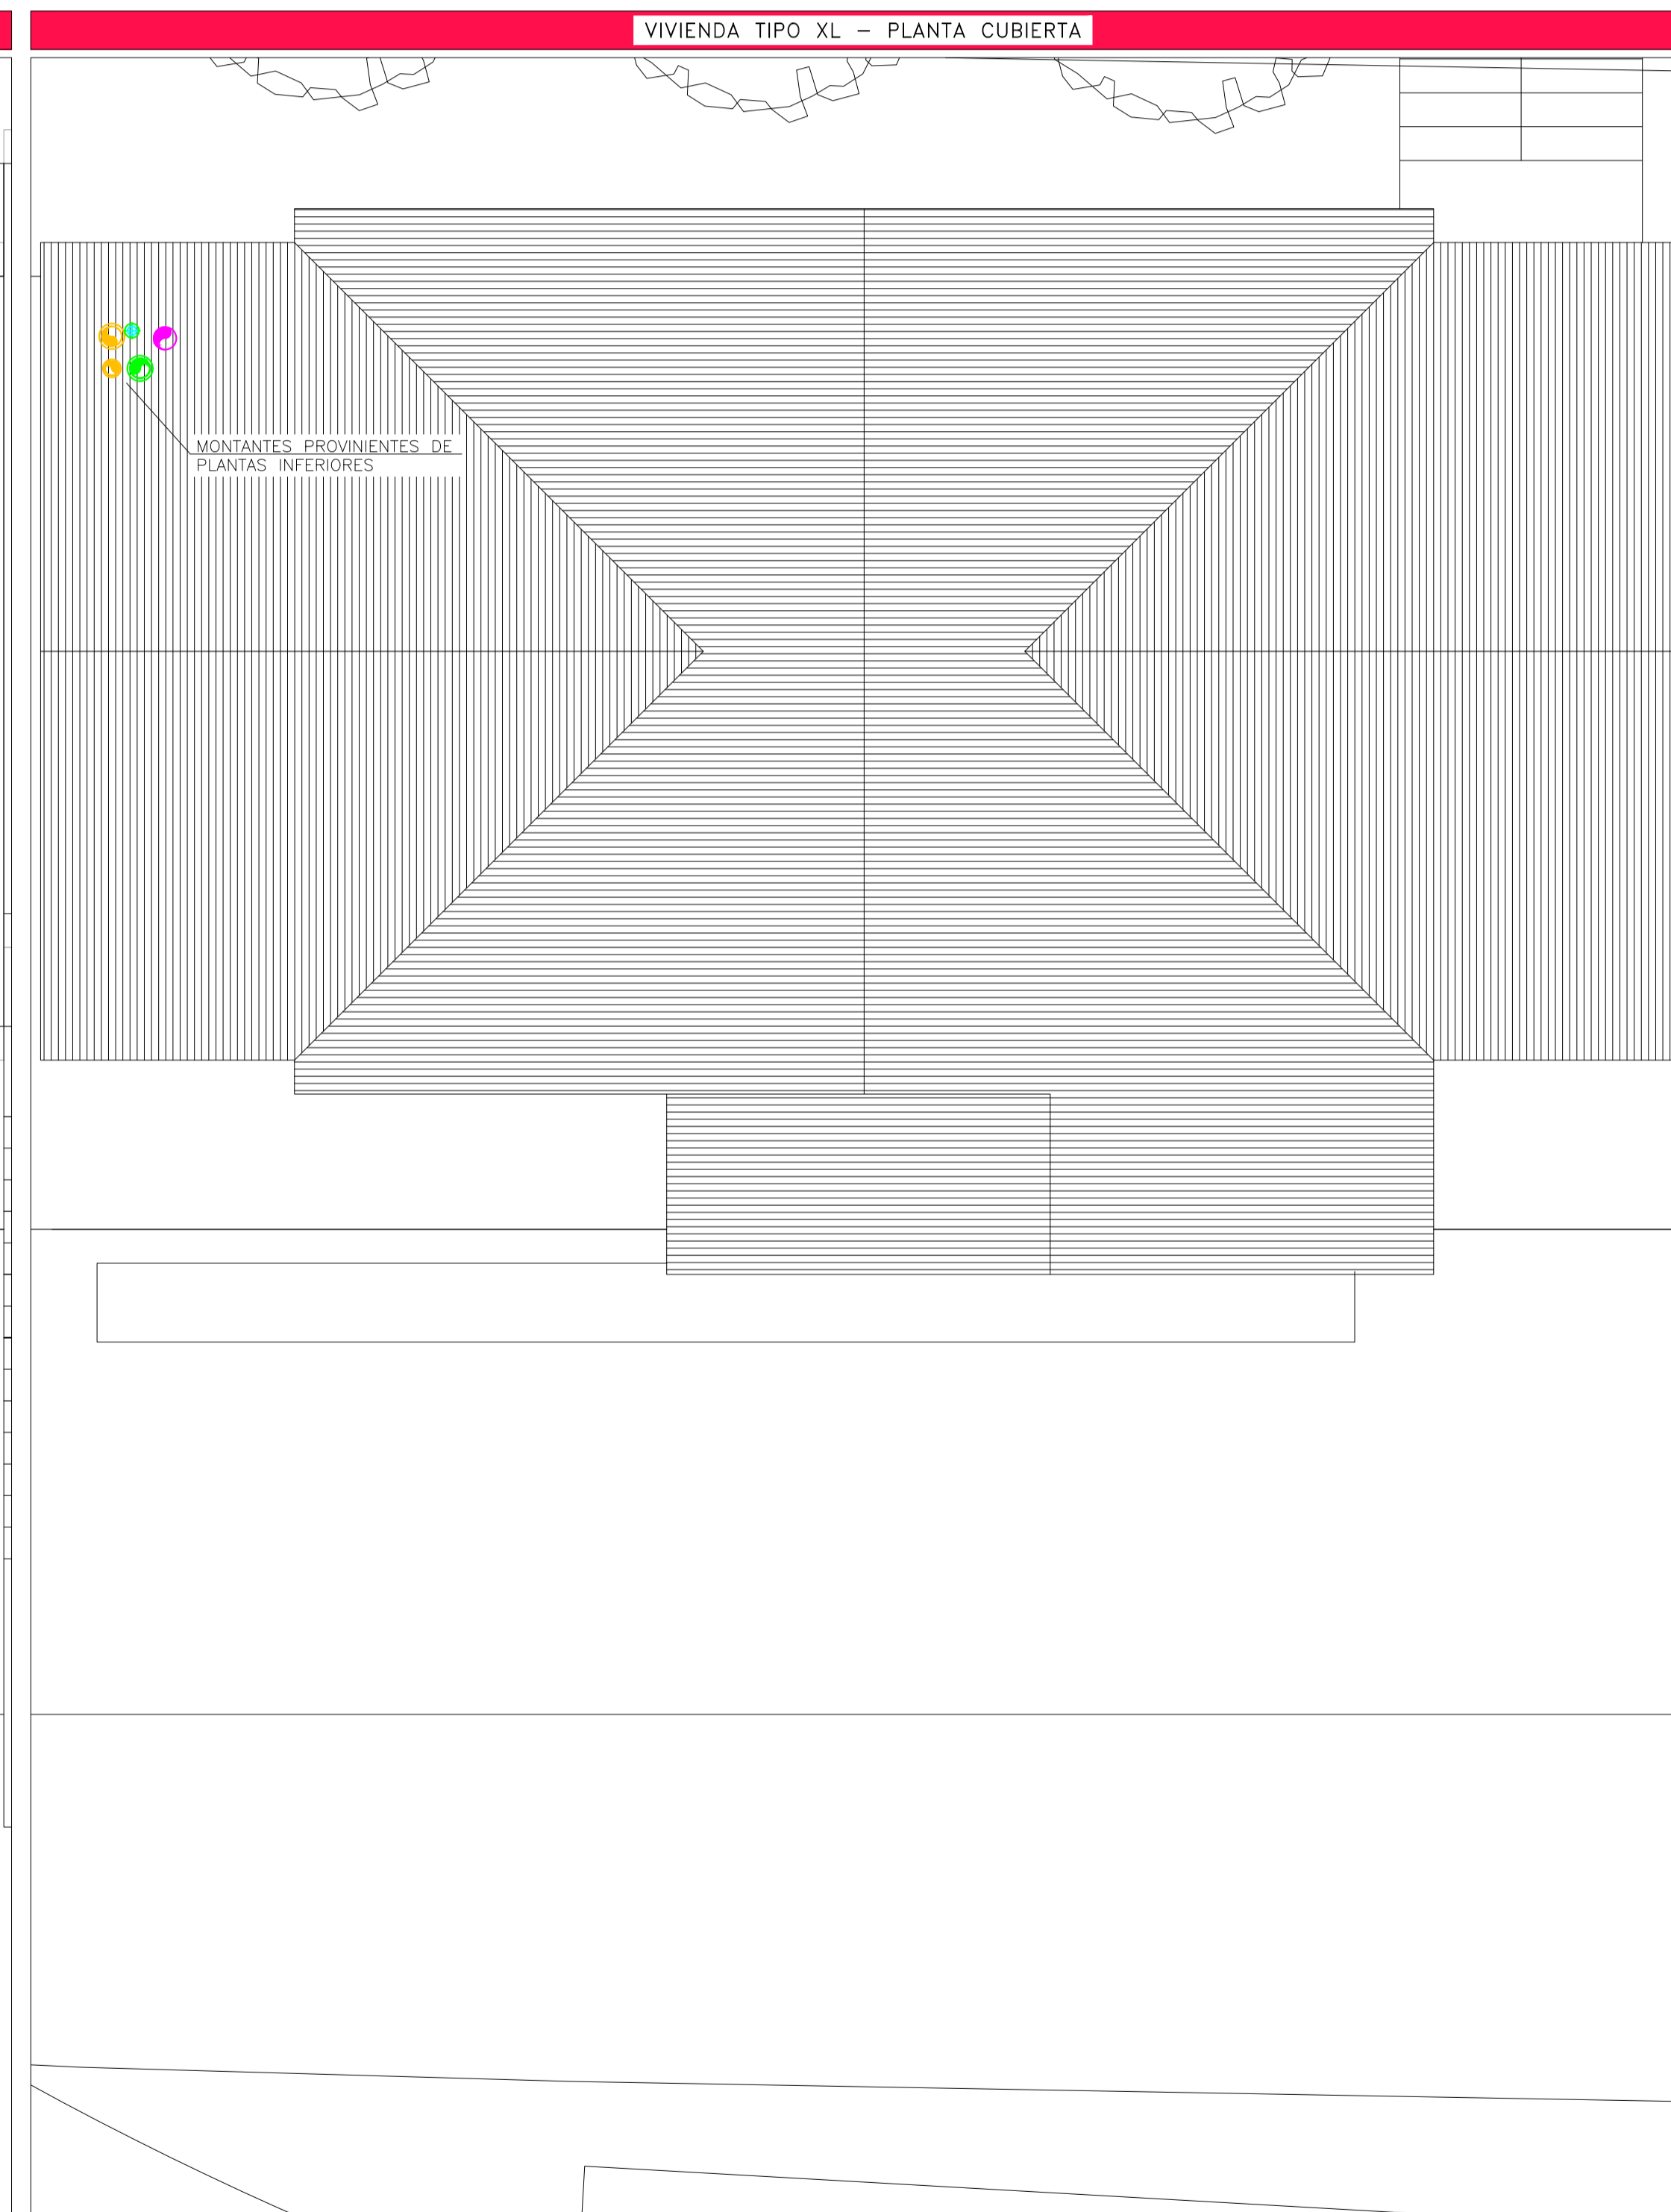 VIVIENDA TIPO XL – PLANTA CUBIERTA
MONTANTES PROVINIENTES DE
PLANTAS INFERIORES